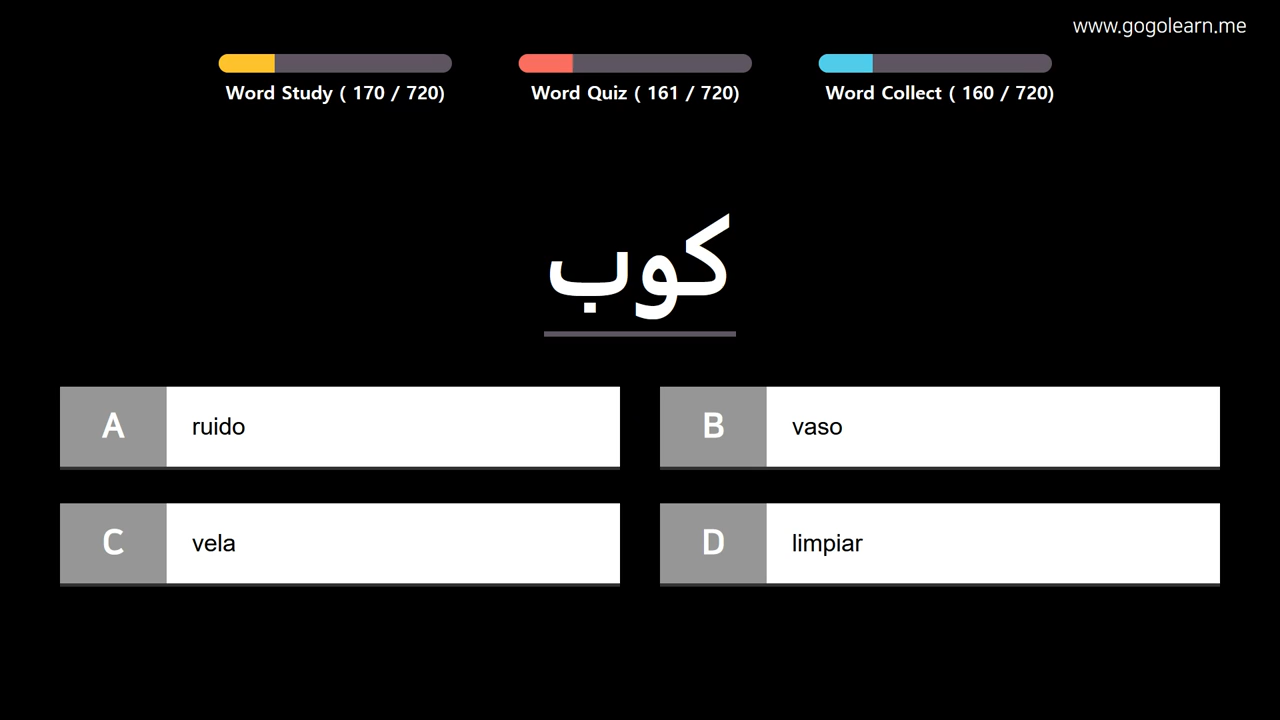 www.gogolearn.me
Word Study ( 170 / 720)
Word Quiz ( 161 / 720)
Word Collect ( 160 / 720)
كوب
A ruido
B vaso
C vela
D limpiar